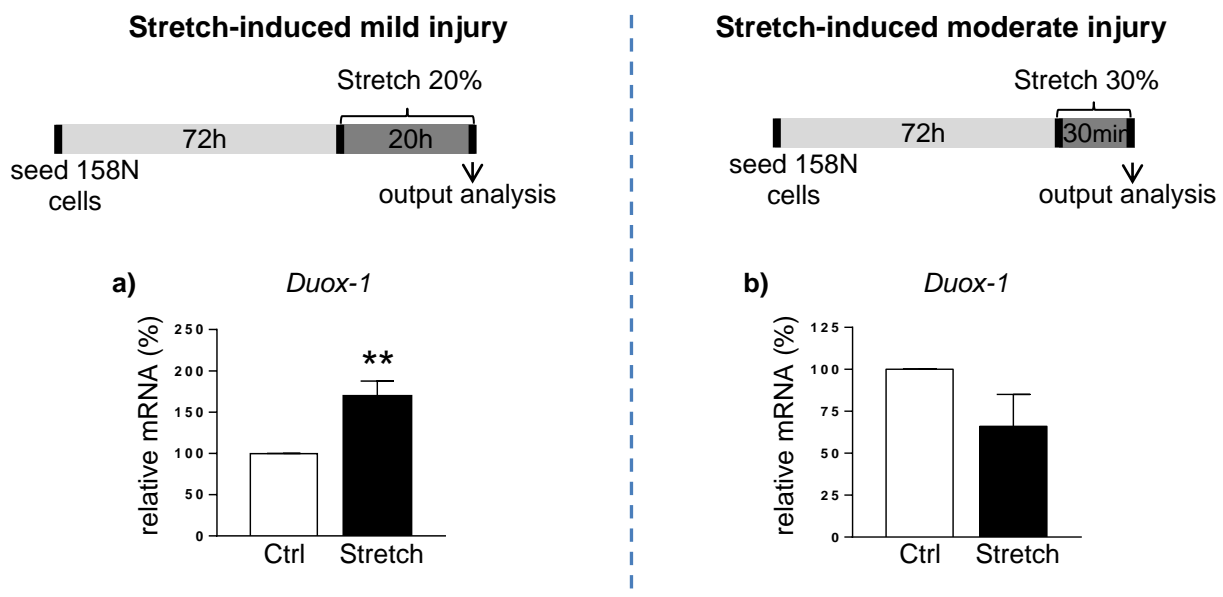 Stretch-induced mild injury
Stretch 20%
72h
20h
seed 158N
cells
output analysis
a)
Duox-1
relative mRNA (%)
250
200
150
100
50
0
**
Ctrl
Stretch
Stretch-induced moderate injury
Stretch 30%
72h
30min
seed 158N
cells
output analysis
b)
Duox-1
relative mRNA (%)
125
100
75
50
25
0
Ctrl
Stretch